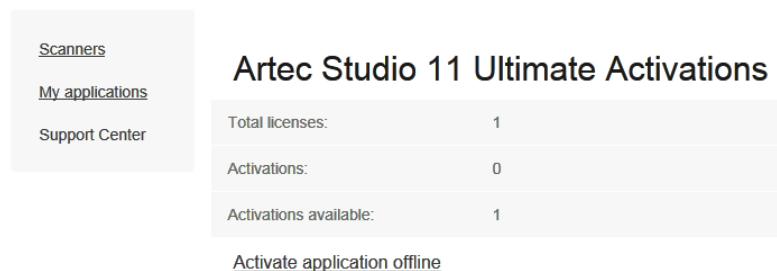 Scanners
My applications
Support Center
Artec Studio 11 Ultimate Activations
Total licenses: 1
Activations: 0
Activations available: 1
Activate application offline